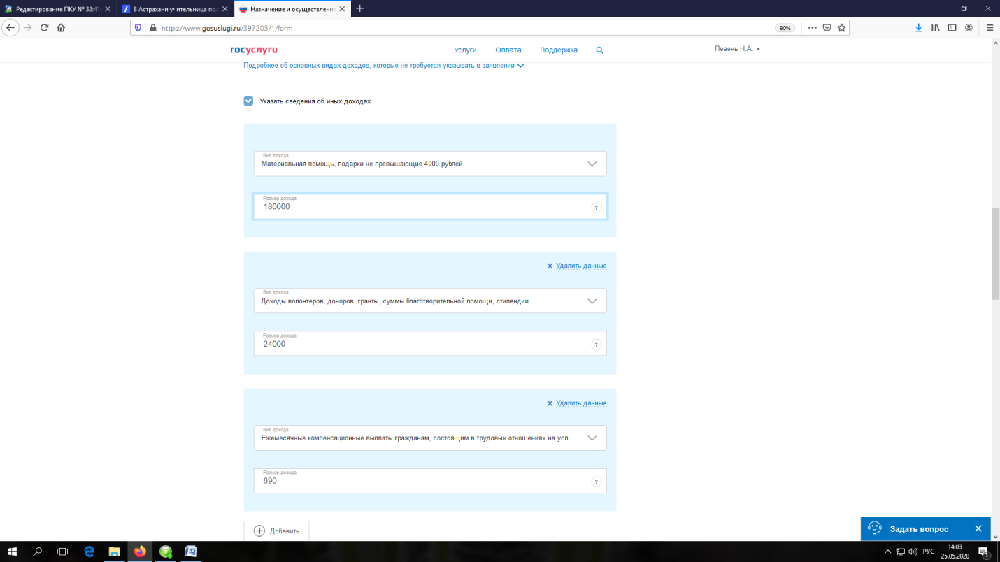 Редактирование ПКУ № 32:41:
В Астрахани учительница пол
Назначение и осуществление
https://www.gosuslugi.ru/397203/1/form
90%
госуслуги
Услуги
Оплата
Поддержка
Певень Н.А.
Подробнее об основных видах доходов, которые не требуется указывать в заявлении
Указать сведения об иных доходах
Вид дохода
Материальная помощь, подарки не превышающие 4000 рублей
Размер дохода
180000
?
Удалить данные
Вид дохода
Доходы волонтеров, доноров, гранты, суммы благотворительной помощи, стипендии
Размер дохода
24000
?
Удалить данные
Вид дохода
Ежемесячные компенсационные выплаты гражданам, состоящим в трудовых отношениях на усл...
Размер дохода
690
?
Добавить
Задать вопрос
РУС
14:03
25.05.2020
1